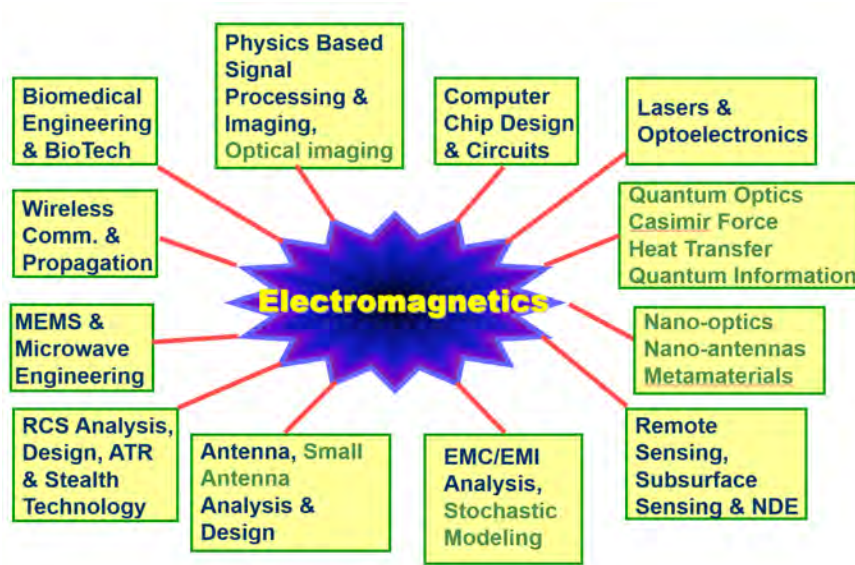 Physics Based
Signal
Processing &
Imaging,
Optical imaging
Biomedical
Engineering
& BioTech
Computer
Chip Design
& Circuits
Lasers &
Optoelectronics
Wireless
Comm. &
Propagation
Quantum Optics
Casimir Force
Heat Transfer
Quantum Information
Electromagnetics
MEMS &
Microwave
Engineering
Nano-optics
Nano-antennas
Metamaterials
RCS Analysis,
Design, ATR
& Stealth
Technology
Antenna, Small
Antenna
Analysis &
Design
EMC/EMI
Analysis,
Stochastic
Modeling
Remote
Sensing,
Subsurface
Sensing & NDE